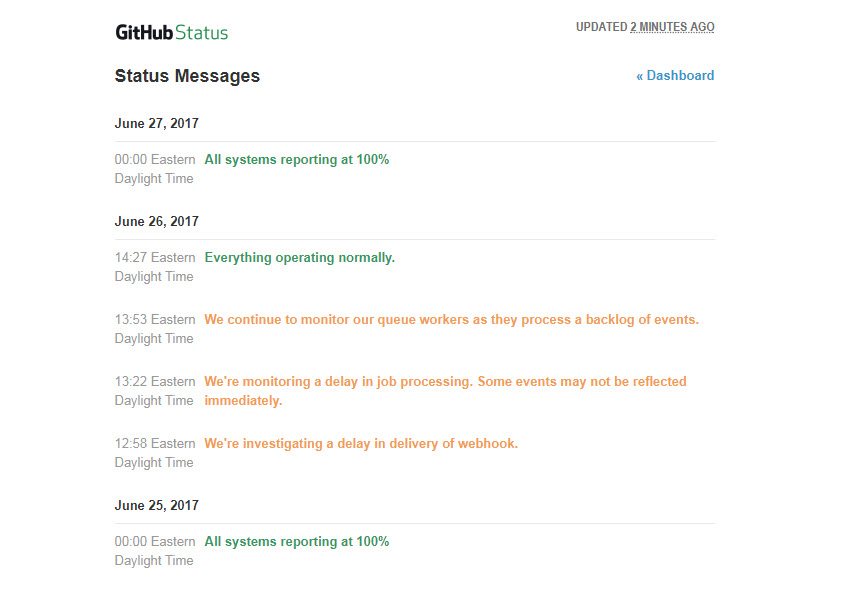 GitHub Status
UPDATED 2 MINUTES AGO
Status Messages
« Dashboard
June 27, 2017
00:00 Eastern All systems reporting at 100%
Daylight Time
June 26, 2017
14:27 Eastern Everything operating normally.
Daylight Time
13:53 Eastern We continue to monitor our queue workers as they process a backlog of events.
Daylight Time
13:22 Eastern We're monitoring a delay in job processing. Some events may not be reflected
Daylight Time immediately.
12:58 Eastern We're investigating a delay in delivery of webhook.
Daylight Time
June 25, 2017
00:00 Eastern All systems reporting at 100%
Daylight Time